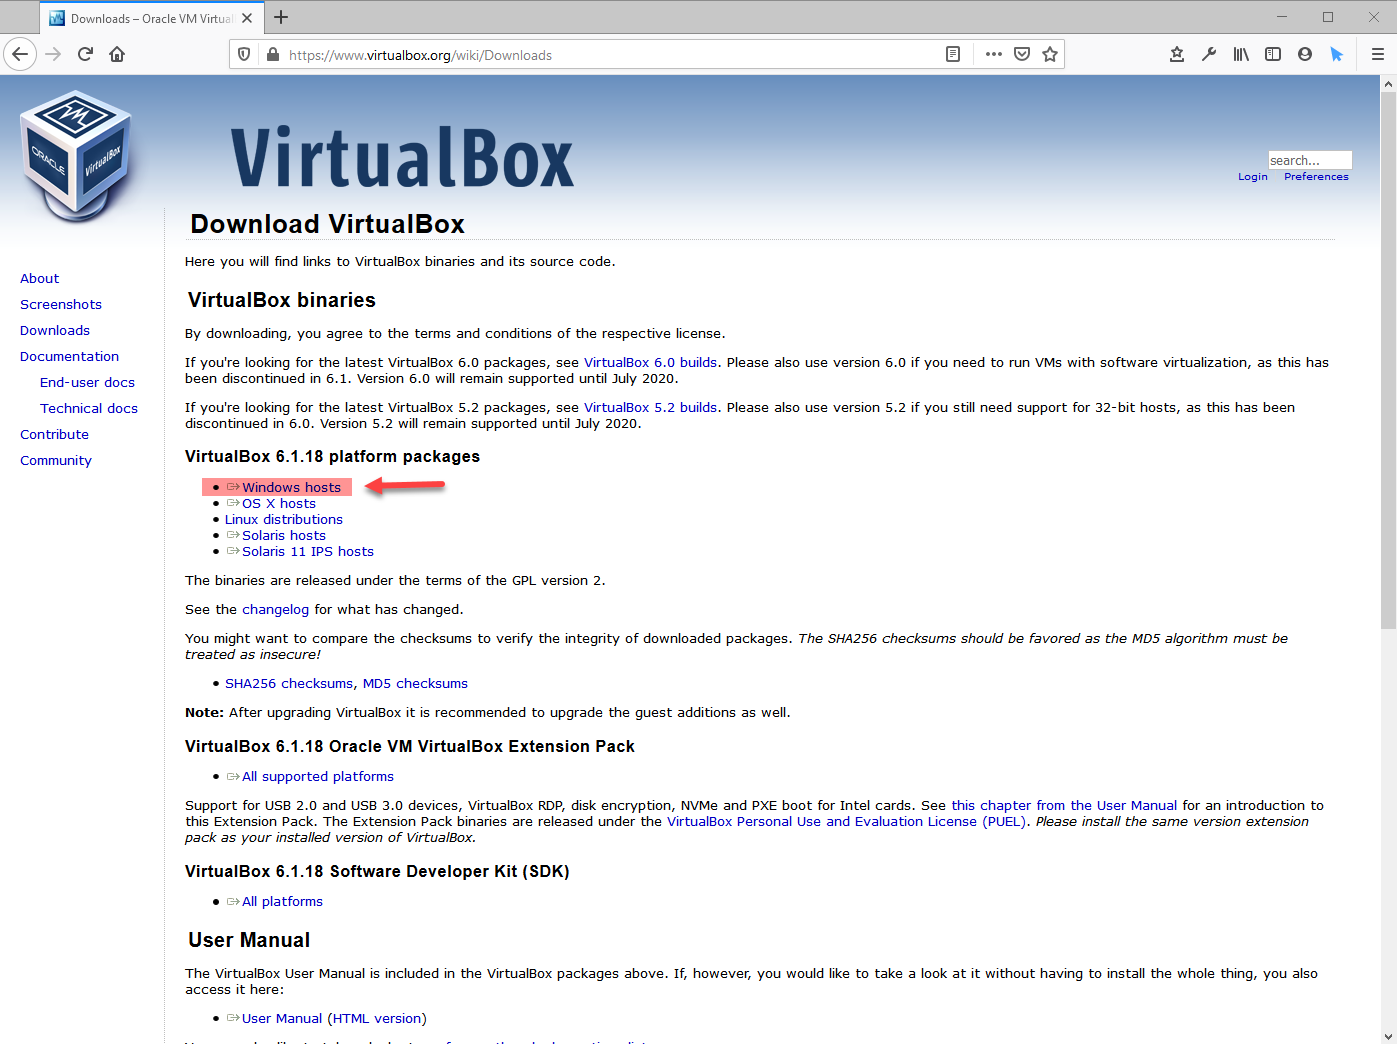 Downloads – Oracle VM Virtual
https://www.virtualbox.org/wiki/Downloads
ORACLE
VM
VirtualBox
VirtualBox
search...
Login Preferences
Download VirtualBox
Here you will find links to VirtualBox binaries and its source code.
About
Screenshots
Downloads
Documentation
End-user docs
Technical docs
Contribute
Community
VirtualBox binaries
By downloading, you agree to the terms and conditions of the respective license.
If you're looking for the latest VirtualBox 6.0 packages, see VirtualBox 6.0 builds. Please also use version 6.0 if you need to run VMs with software virtualization, as this has
been discontinued in 6.1. Version 6.0 will remain supported until July 2020.
If you're looking for the latest VirtualBox 5.2 packages, see VirtualBox 5.2 builds. Please also use version 5.2 if you still need support for 32-bit hosts, as this has been
discontinued in 6.0. Version 5.2 will remain supported until July 2020.
VirtualBox 6.1.18 platform packages
Windows hosts
OS X hosts
Linux distributions
Solaris hosts
Solaris 11 IPS hosts
The binaries are released under the terms of the GPL version 2.
See the changelog for what has changed.
You might want to compare the checksums to verify the integrity of downloaded packages. The SHA256 checksums should be favored as the MD5 algorithm must be
treated as insecure!
SHA256 checksums, MD5 checksums
Note: After upgrading VirtualBox it is recommended to upgrade the guest additions as well.
VirtualBox 6.1.18 Oracle VM VirtualBox Extension Pack
All supported platforms
Support for USB 2.0 and USB 3.0 devices, VirtualBox RDP, disk encryption, NVMe and PXE boot for Intel cards. See this chapter from the User Manual for an introduction to
this Extension Pack. The Extension Pack binaries are released under the VirtualBox Personal Use and Evaluation License (PUEL). Please install the same version extension
pack as your installed version of VirtualBox.
VirtualBox 6.1.18 Software Developer Kit (SDK)
All platforms
User Manual
The VirtualBox User Manual is included in the VirtualBox packages above. If, however, you would like to take a look at it without having to install the whole thing, you also
access it here:
User Manual (HTML version)